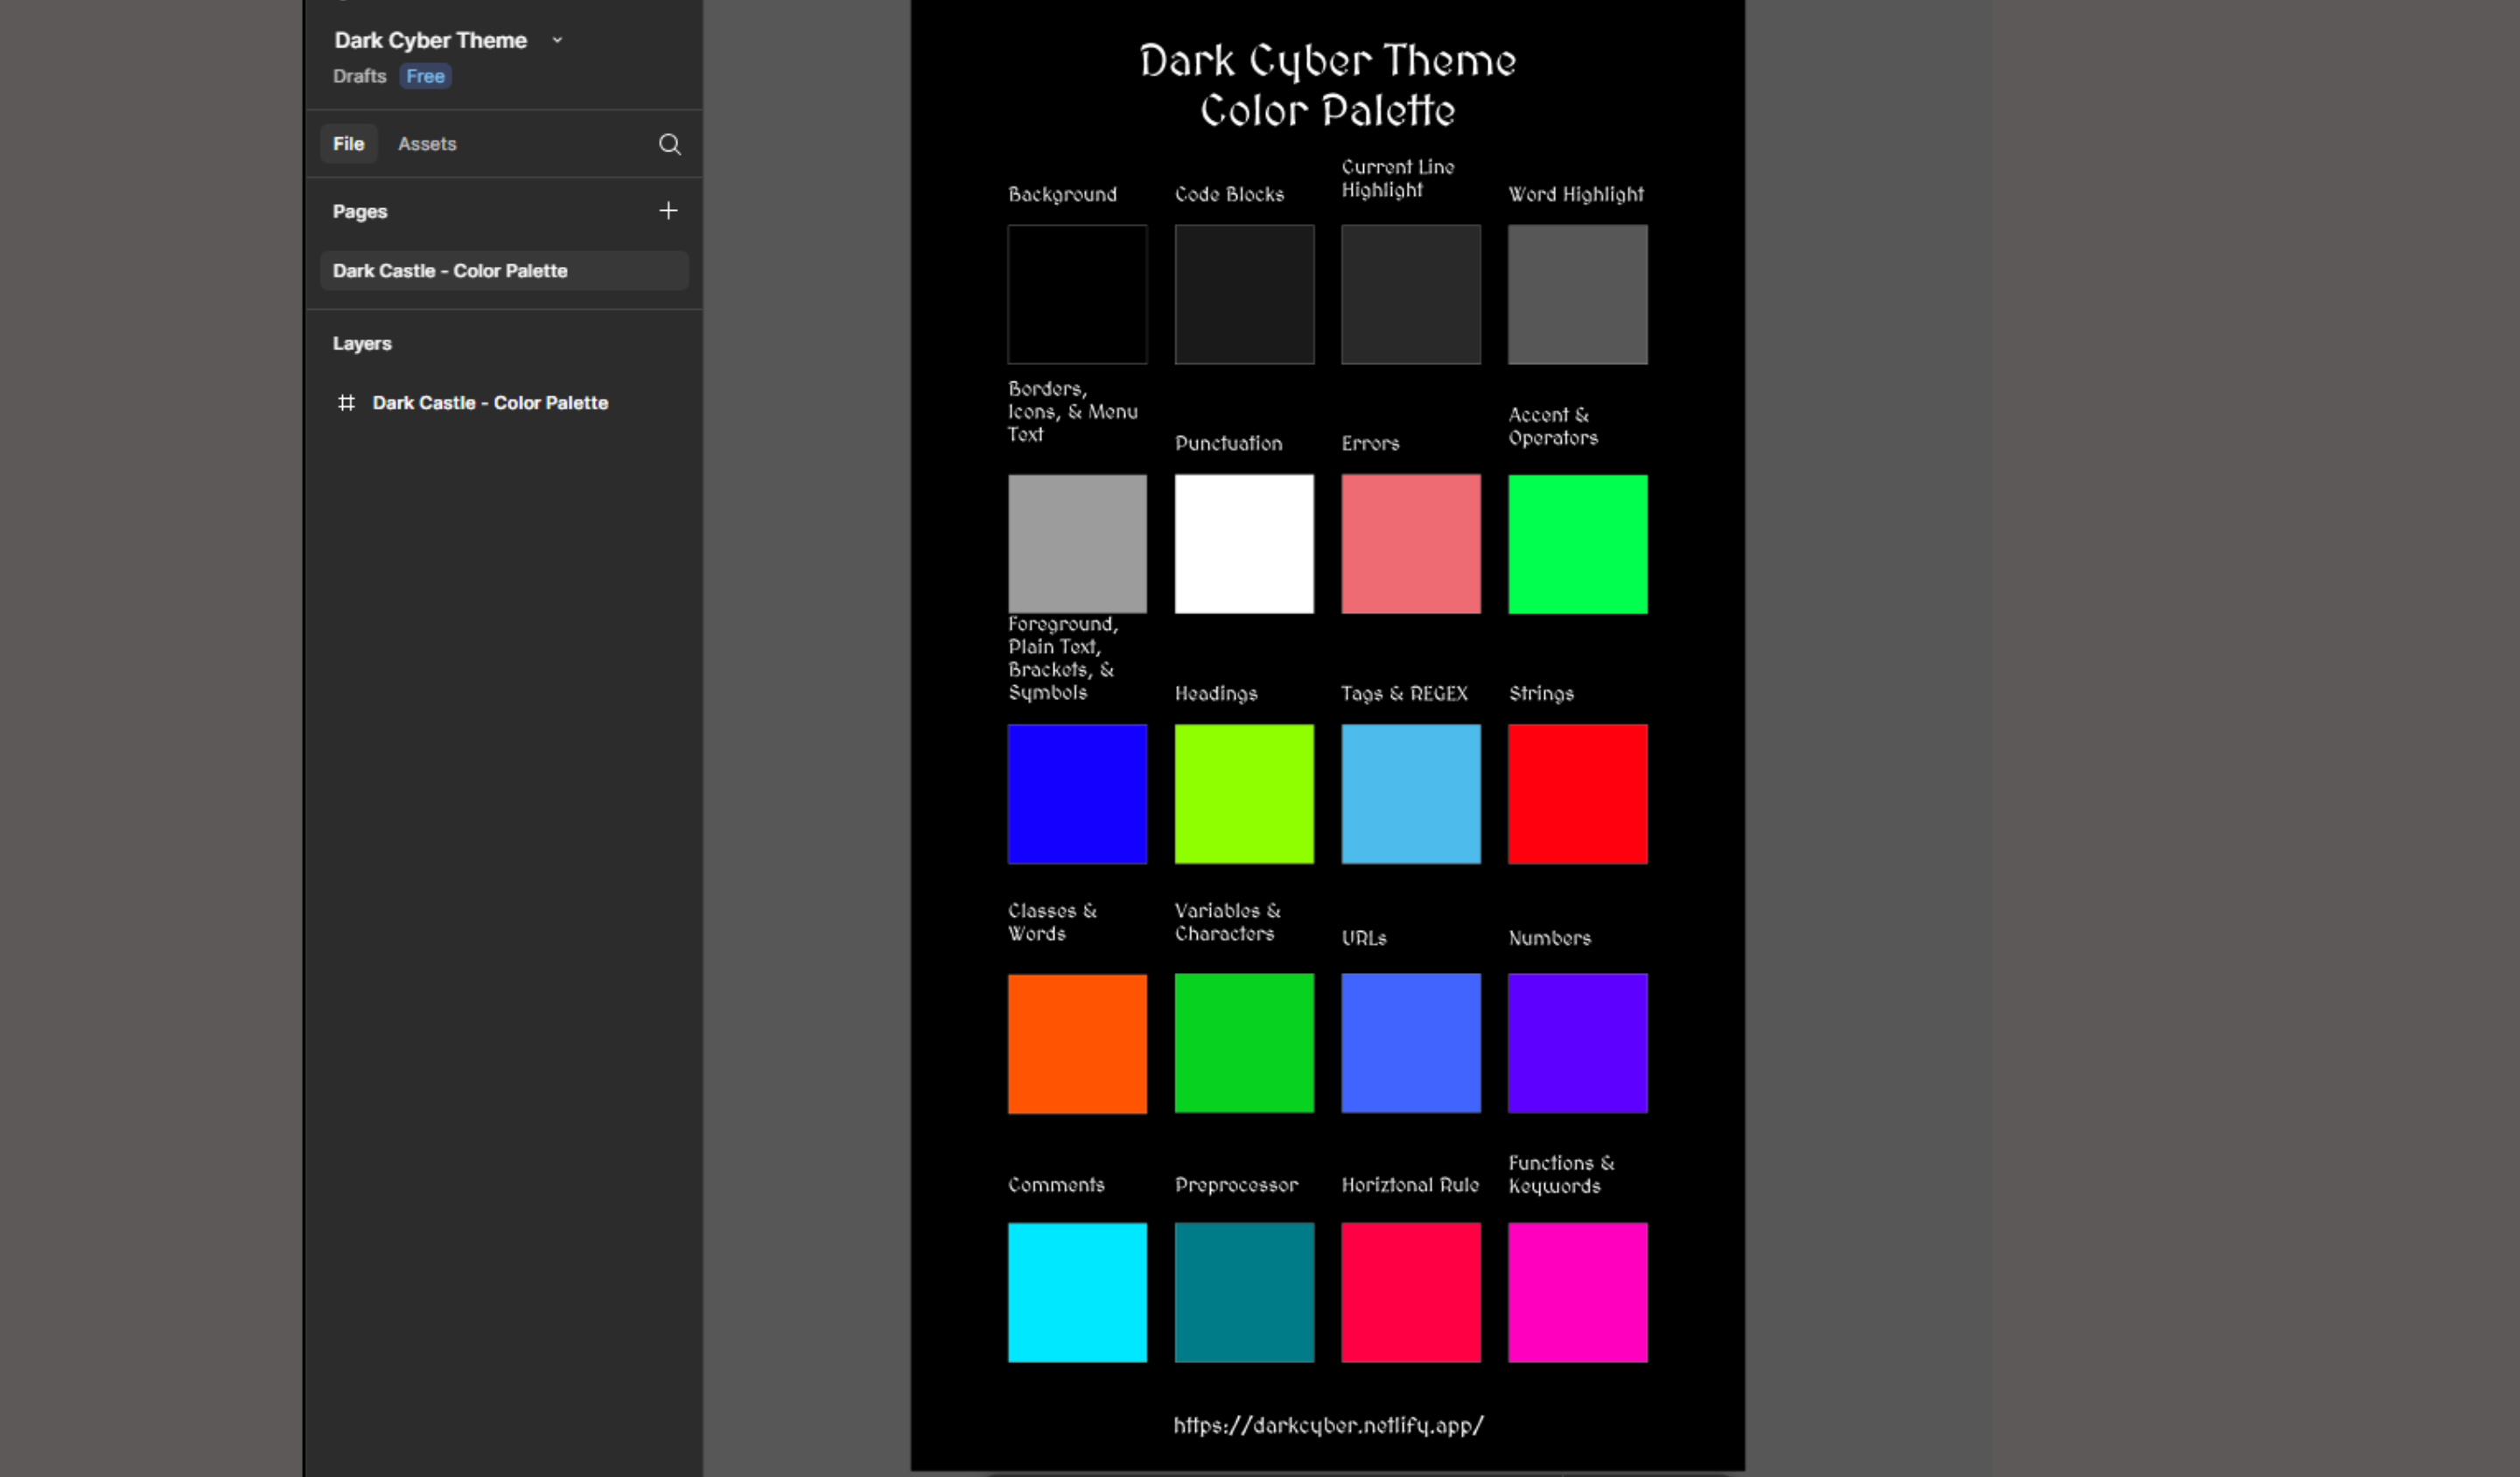 Dark Cyber Theme
Drafts Free
File Assets
Pages
Dark Castle - Color Palette
Layers
Dark Castle - Color Palette
Dark Cyber Theme
Color Palette
Background
Code Blocks
Current Line
Highlight
Word Highlight
Borders,
Icons, & Menu
Text
Punctuation
Errors
Accent &
Operators
Foreground,
Plain Text,
Brackets, &
Symbols
Headings
Tags & REGEX
Strings
Classes &
Words
Variables &
Characters
URLs
Numbers
Comments
Preprocessor
Horiztonal Rule
Functions &
Keywords
https://darkcyber.netlify.app/